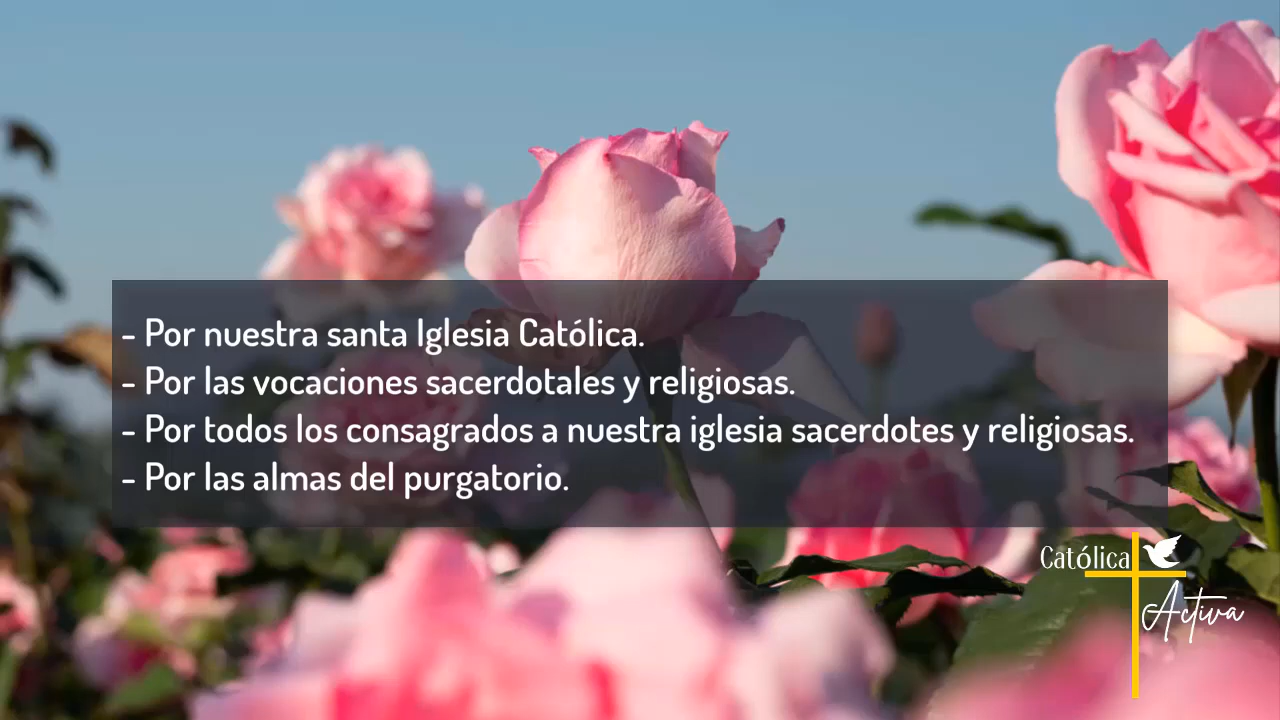 - Por nuestra santa Iglesia Católica.
- Por las vocaciones sacerdotales y religiosas.
- Por todos los consagrados a nuestra iglesia sacerdotes y religiosas.
- Por las almas del purgatorio.
Católica
Activa